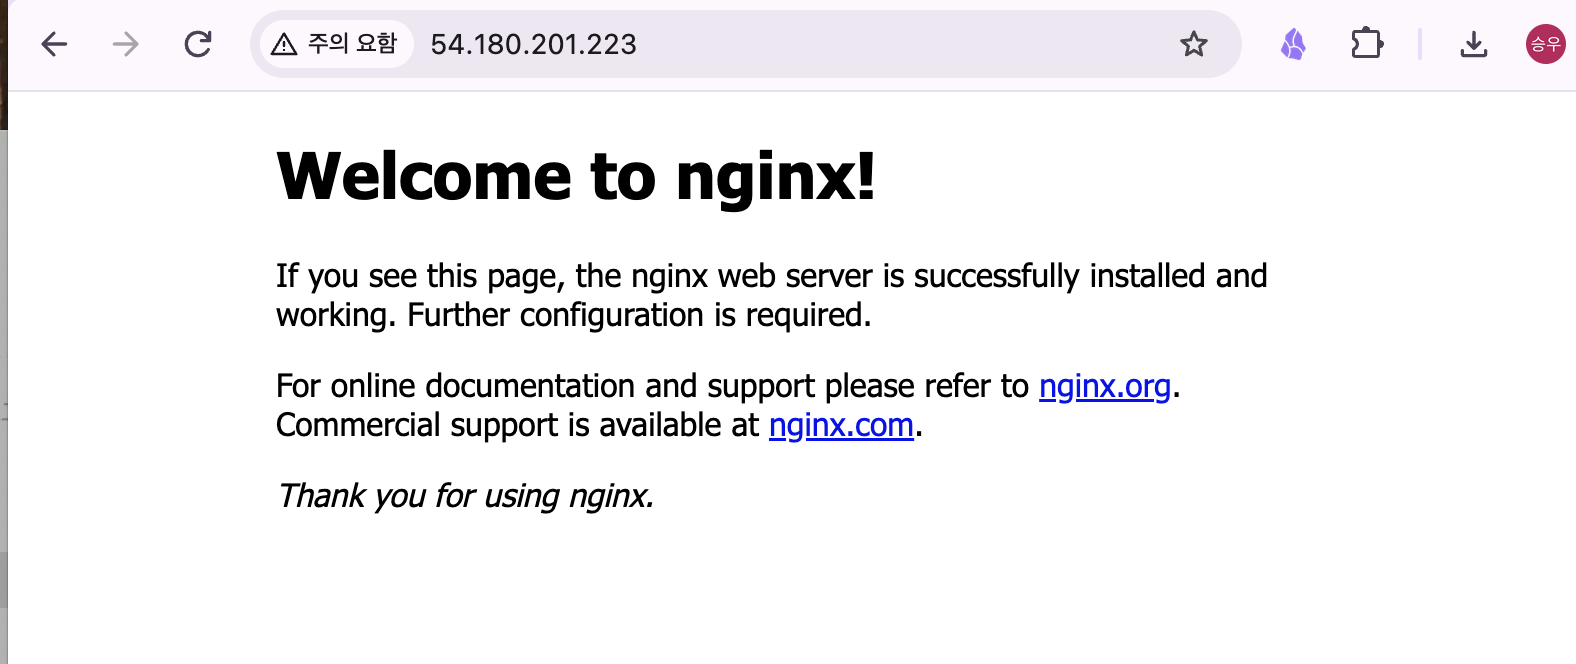 주의 요함 54.180.201.223
승우
Welcome to nginx!
If you see this page, the nginx web server is successfully installed and
working. Further configuration is required.
For online documentation and support please refer to nginx.org.
Commercial support is available at nginx.com.
Thank you for using nginx.